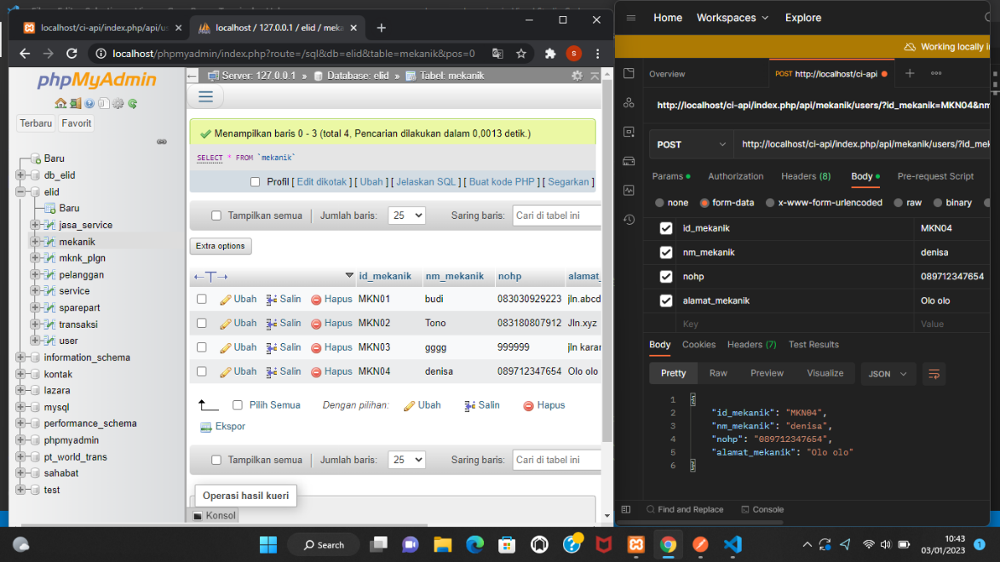 localhost/ci-api/index.php/api/us
localhost / 127.0.0.1 / elid / meka
localhost/phpmyadmin/index.php?route=/sql&db=elid&table=mekanik&pos=0
s
phpMyAdmin
Terbaru Favorit
Baru
db_elid
elid
Baru
jasa_service
mekanik
mknk_plgn
pelanggan
service
sparepart
transaksi
user
information_schema
kontak
lazara
mysql
performance_schema
phpmyadmin
pt_world_trans
sahabat
test
Server: 127.0.0.1 » Database: elid » Tabel: mekanik
Menampilkan baris 0 - 3 (total 4, Pencarian dilakukan dalam 0,0013 detik.)
SELECT * FROM `mekanik`
Profil [ Edit dikotak ] [ Ubah ] [ Jelaskan SQL ] [ Buat kode PHP ] [ Segarkan ]
Tampilkan semua Jumlah baris: 25 Saring baris: Cari di tabel ini
Extra options
←T→ id_mekanik nm_mekanik nohp alamat_
Ubah Salin Hapus MKN01 budi 083030929223 jln.abcd
Ubah Salin Hapus MKN02 Tono 083180807912 Jln.xyz
Ubah Salin Hapus MKN03 gggg 999999 jln karan
Ubah Salin Hapus MKN04 denisa 089712347654 Olo olo
Pilih Semua Dengan pilihan: Ubah Salin Hapus
Ekspor
Tampilkan semua Jumlah baris: 25 Saring baris: Cari di tabel ini
Operasi hasil kueri
Konsol
Home Workspaces Explore
Working locally i
Overview POST http://localhost/ci-api
http://localhost/ci-api/index.php/api/mekanik/users/?id_mekanik=MKN04&nm
POST http://localhost/ci-api/index.php/api/mekanik/users/?id_mek
Params Authorization Headers (8) Body Pre-request Script
none form-data x-www-form-urlencoded raw binary
id_mekanik MKN04
nm_mekanik denisa
nohp 089712347654
alamat_mekanik Olo olo
Key Value
Body Cookies Headers (7) Test Results
Pretty Raw Preview Visualize JSON
1 {
2 "id_mekanik": "MKN04",
3 "nm_mekanik": "denisa",
4 "nohp": "089712347654",
5 "alamat_mekanik": "Olo olo"
6 }
Find and Replace Console
Search
10:43
03/01/2023
1